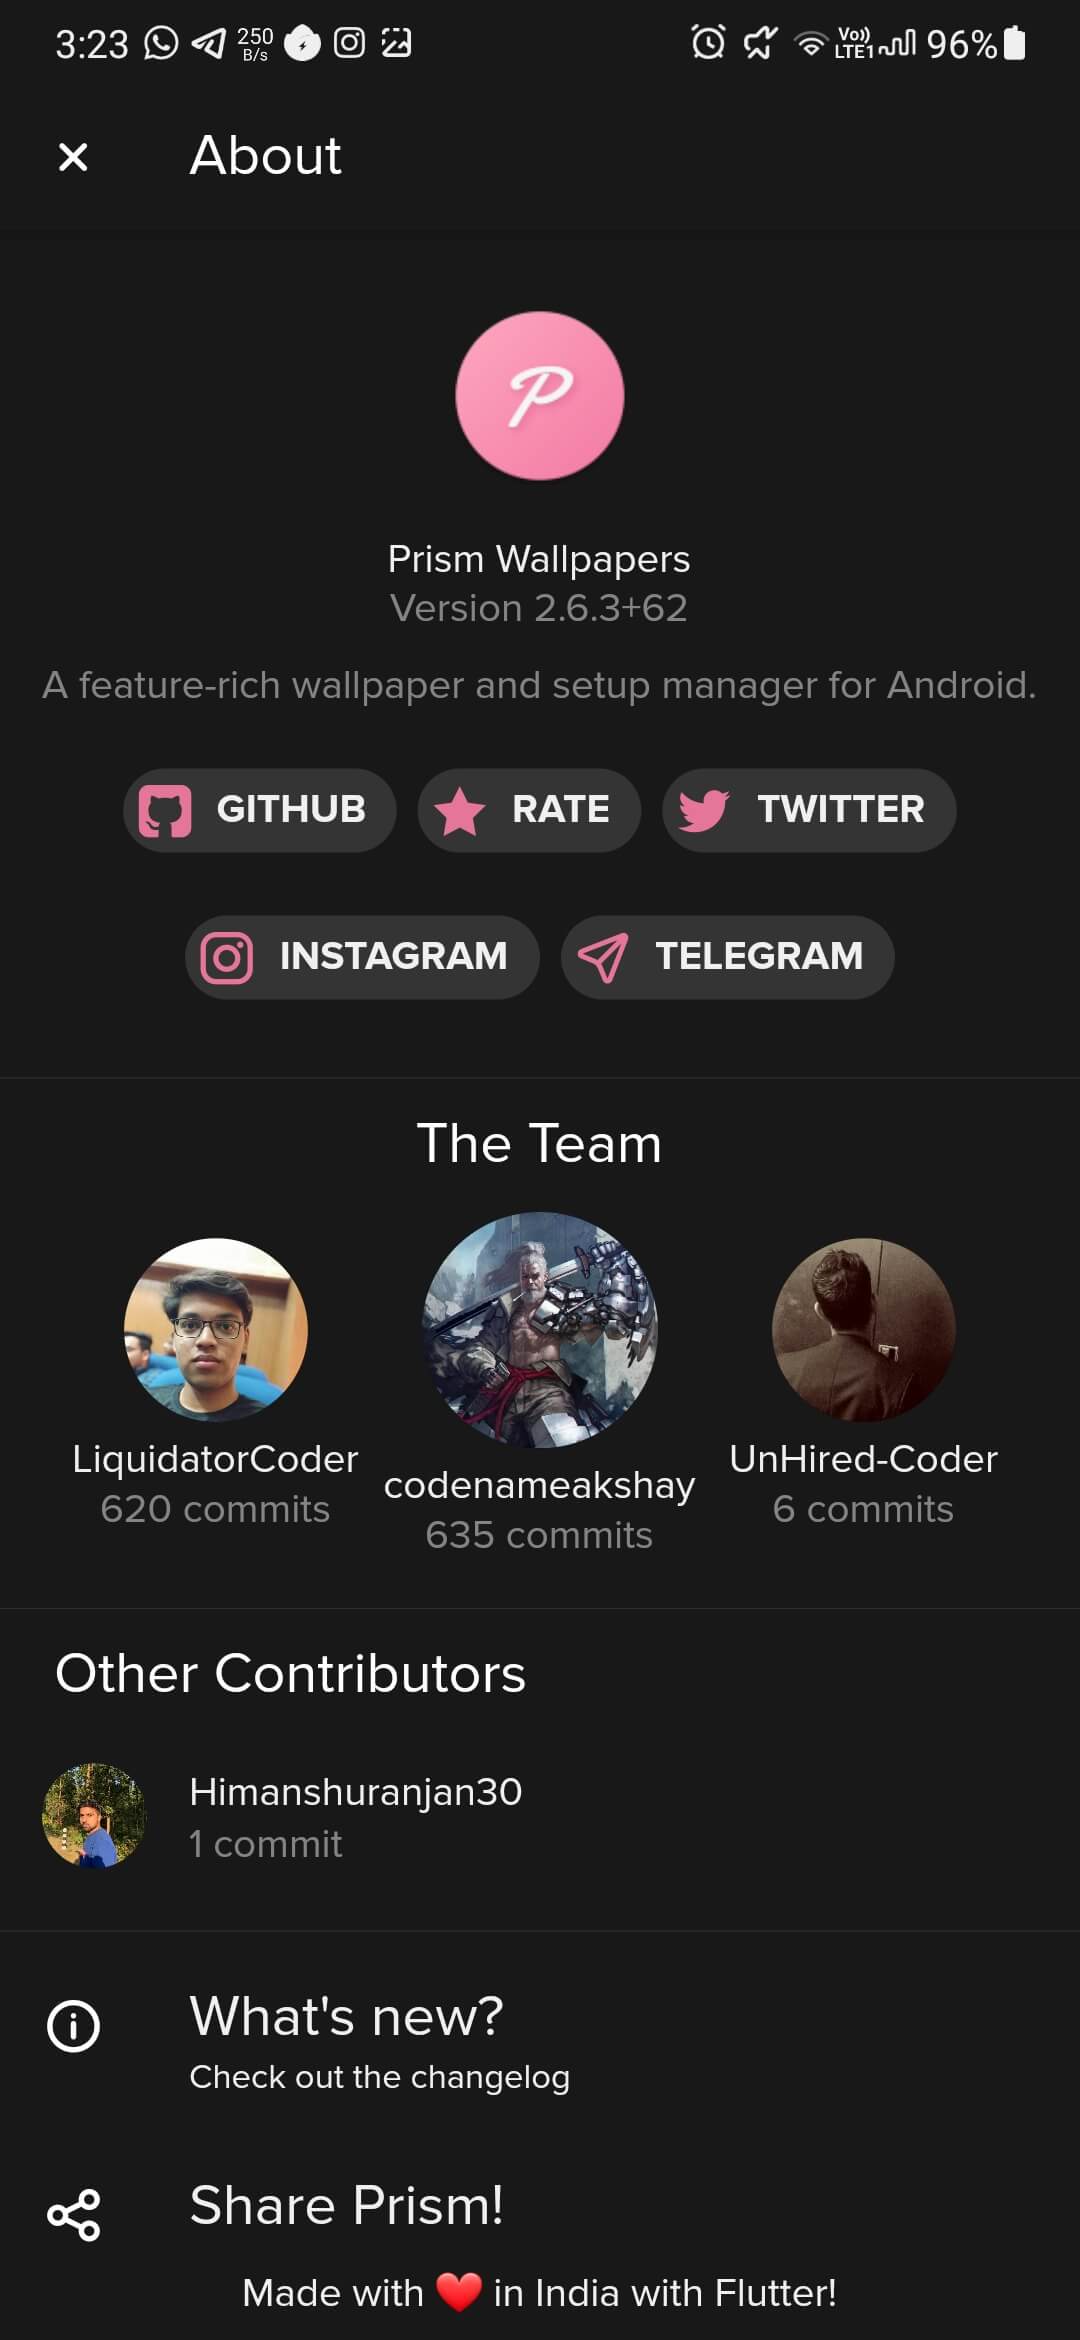 3:23 250 B/s Vo)) LTE1 96%
About
P
Prism Wallpapers
Version 2.6.3+62
A feature-rich wallpaper and setup manager for Android.
GITHUB RATE TWITTER
INSTAGRAM TELEGRAM
The Team
LiquidatorCoder codenameakshay UnHired-Coder
620 commits 635 commits 6 commits
Other Contributors
Himanshuranjan30
1 commit
What's new?
Check out the changelog
Share Prism!
Made with ❤️ in India with Flutter!